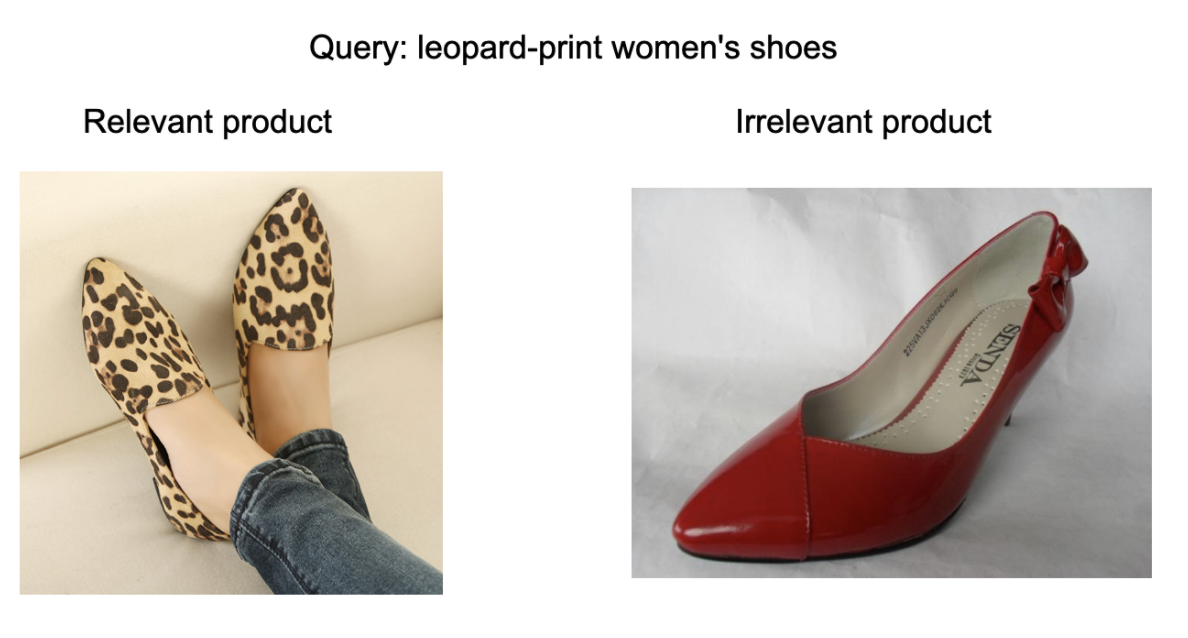 Query: leopard-print women's shoes
Relevant product
Irrelevant product
SENDA